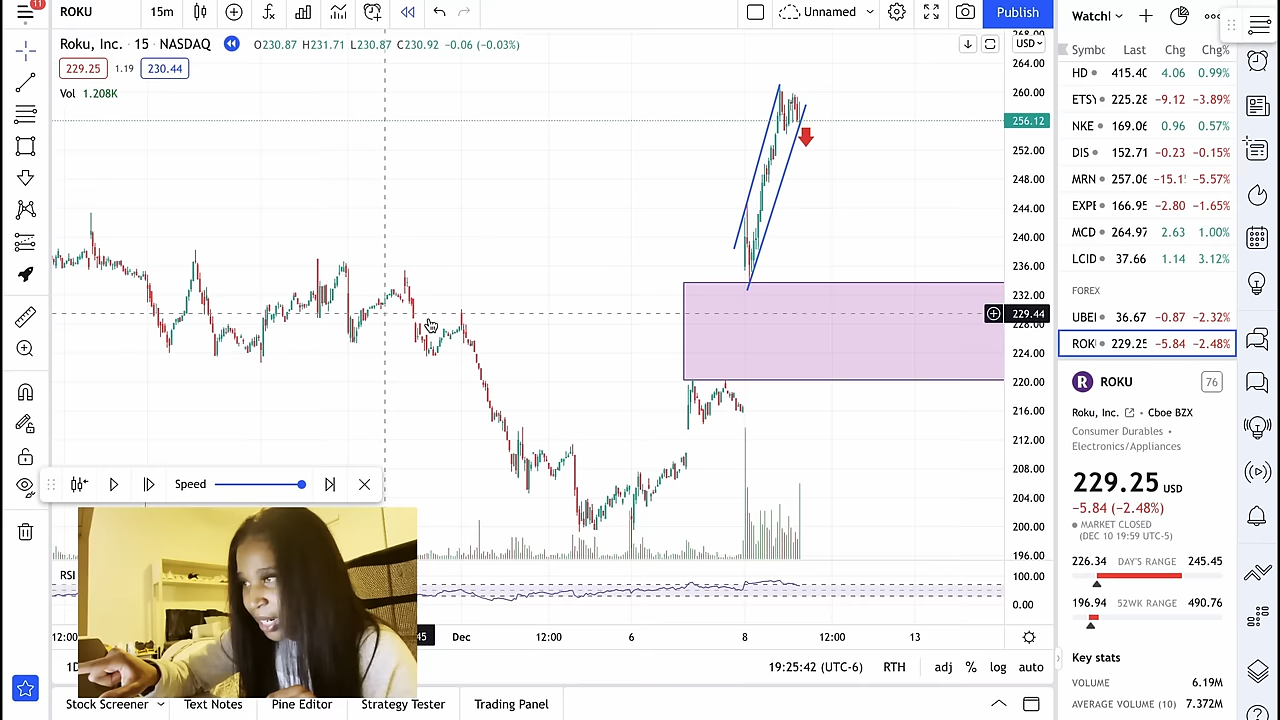 11
ROKU 15m Unnamed Publish
Roku, Inc. · 15 · NASDAQ O230.87 H231.71 L230.87 C230.92 −0.06 (−0.03%)
229.25 1.19 230.44
Vol 1.208K
USD
268.00
264.00
260.00
256.12
252.00
248.00
244.00
240.00
236.00
232.00
229.44
228.00
224.00
220.00
216.00
212.00
208.00
204.00
200.00
196.00
Speed
RSI
100.00
0.00
12:00 45 Dec 12:00 6 8 12:00 13
1D 19:25:42 (UTC-6) RTH adj % log auto
Stock Screener Text Notes Pine Editor Strategy Tester Trading Panel
Watchl
Symbc Last Chg Chg%
HD 415.40 4.06 0.99%
ETSY 225.28 −9.12 −3.89%
NKE 169.06 0.96 0.57%
DIS 152.71 −0.23 −0.15%
MRN 257.06 −15.1 −5.57%
EXPE 166.95 −2.80 −1.65%
MCD 264.97 2.63 1.00%
LCID 37.66 1.14 3.12%
FOREX
UBEI 36.67 −0.87 −2.32%
ROK 229.25 −5.84 −2.48%
R ROKU 76
Roku, Inc. · Cboe BZX
Consumer Durables ·
Electronics/Appliances
229.25 USD
−5.84 (−2.48%)
MARKET CLOSED
(DEC 10 19:59 UTC-5)
226.34 DAY'S RANGE 245.45
196.94 52WK RANGE 490.76
Key stats
VOLUME 6.19M
AVERAGE VOLUME (10) 7.372M